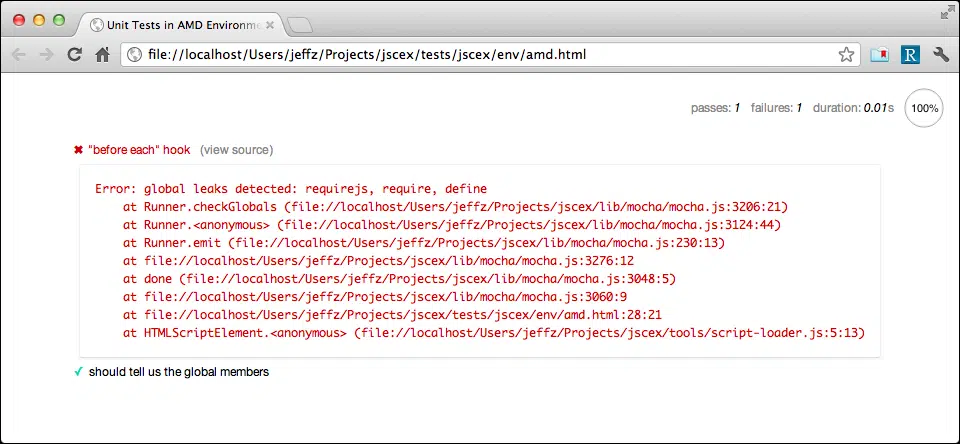 Unit Tests in AMD Environme
file://localhost/Users/jeffz/Projects/jscex/tests/jscex/env/amd.html
R
passes: 1 failures: 1 duration: 0.01s 100%
✖ "before each" hook (view source)
Error: global leaks detected: requirejs, require, define
at Runner.checkGlobals (file://localhost/Users/jeffz/Projects/jscex/lib/mocha/mocha.js:3206:21)
at Runner.<anonymous> (file://localhost/Users/jeffz/Projects/jscex/lib/mocha/mocha.js:3124:44)
at Runner.emit (file://localhost/Users/jeffz/Projects/jscex/lib/mocha/mocha.js:230:13)
at file://localhost/Users/jeffz/Projects/jscex/lib/mocha/mocha.js:3276:12
at done (file://localhost/Users/jeffz/Projects/jscex/lib/mocha/mocha.js:3048:5)
at file://localhost/Users/jeffz/Projects/jscex/lib/mocha/mocha.js:3060:9
at file://localhost/Users/jeffz/Projects/jscex/tests/jscex/env/amd.html:28:21
at HTMLScriptElement.<anonymous> (file://localhost/Users/jeffz/Projects/jscex/tools/script-loader.js:5:13)
✓ should tell us the global members